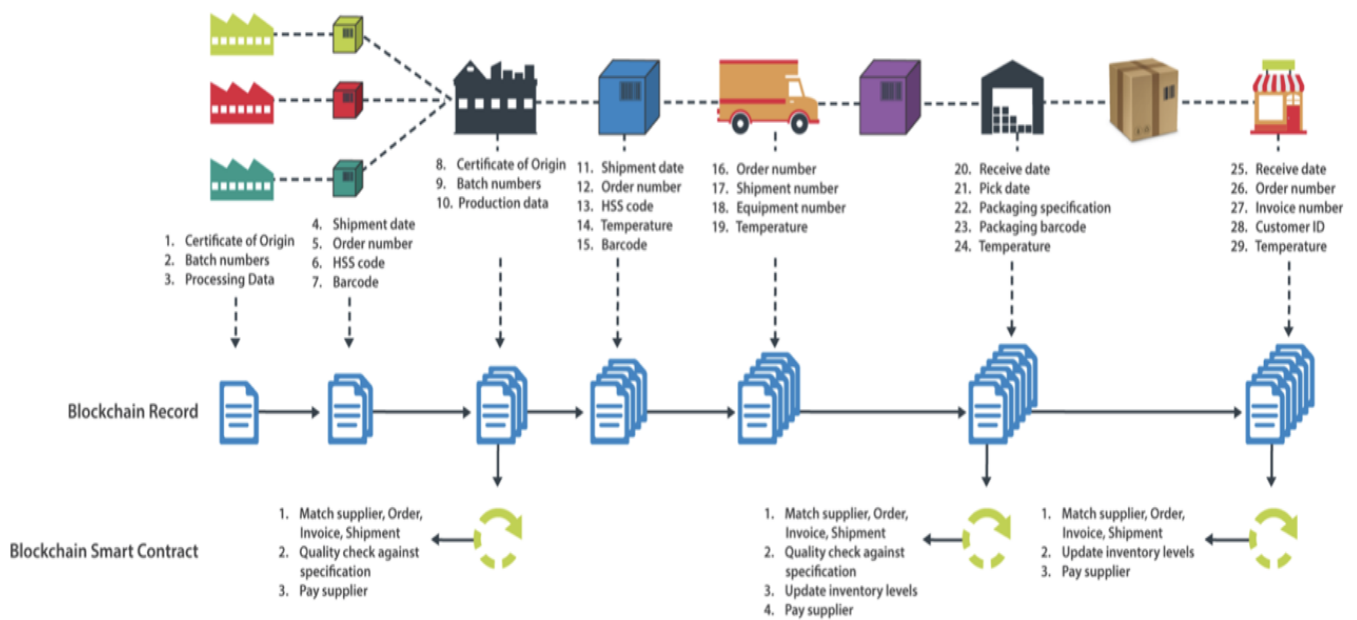 1. Certificate of Origin
2. Batch numbers
3. Processing Data
4. Shipment date
5. Order number
6. HSS code
7. Barcode
8. Certificate of Origin
9. Batch numbers
10. Production data
11. Shipment date
12. Order number
13. HSS code
14. Temperature
15. Barcode
16. Order number
17. Shipment number
18. Equipment number
19. Temperature
20. Receive date
21. Pick date
22. Packaging specification
23. Packaging barcode
24. Temperature
25. Receive date
26. Order number
27. Invoice number
28. Customer ID
29. Temperature
Blockchain Record
Blockchain Smart Contract
1. Match supplier, Order,
Invoice, Shipment
2. Quality check against
specification
3. Pay supplier
1. Match supplier, Order,
Invoice, Shipment
2. Quality check against
specification
3. Update inventory levels
4. Pay supplier
1. Match supplier, Order,
Invoice, Shipment
2. Update inventory levels
3. Pay supplier